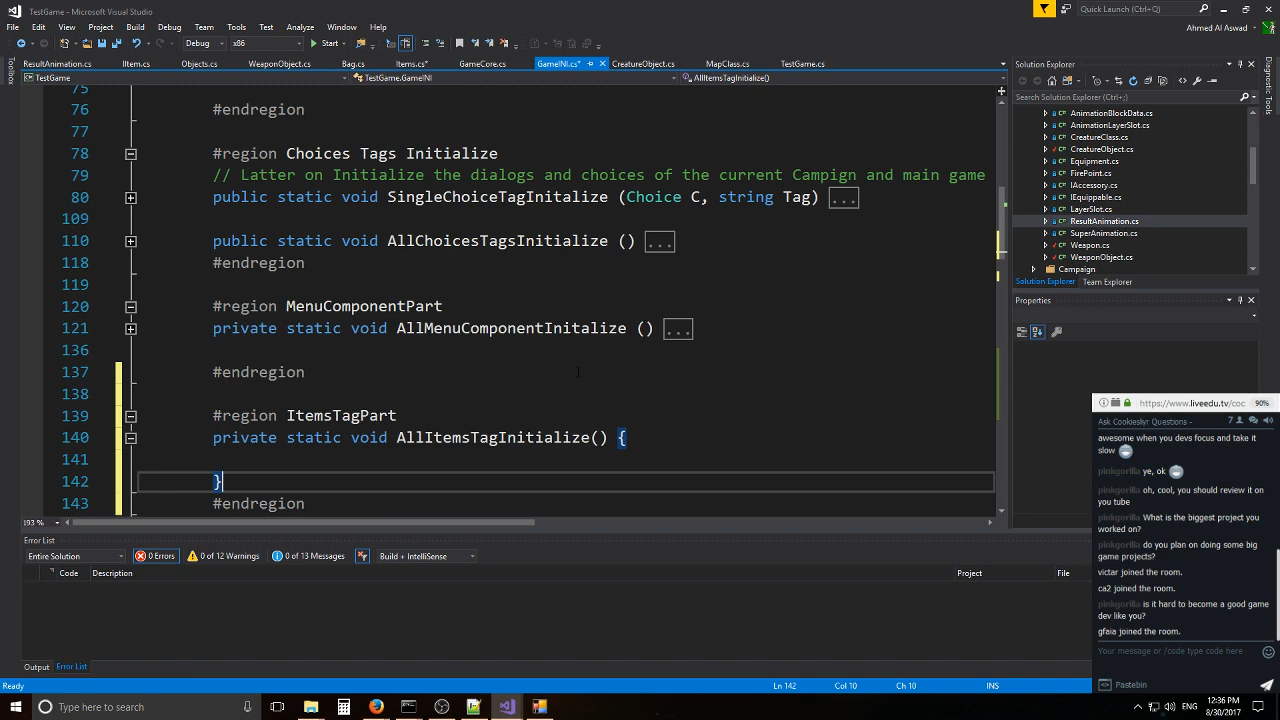 TestGame - Microsoft Visual Studio
Quick Launch (Ctrl+Q)
File Edit View Project Build Debug Team Tools Test Analyze Window Help
Ahmed Al Aswad
Debug x86 Start
ResultAnimation.cs IItem.cs Objects.cs WeaponObject.cs Bag.cs Items.cs* GameCore.cs GameINI.cs* CreatureObject.cs MapClass.cs TestGame.cs
TestGame TestGame.GameINI AllItemsTagInitialize()
Toolbox
75
76 #endregion
77
78 #region Choices Tags Initialize
79 // Latter on Initialize the dialogs and choices of the current Campign and main game
80 public static void SingleChoiceTagInitalize (Choice C, string Tag) ...
109
110 public static void AllChoicesTagsInitialize () ...
118 #endregion
119
120 #region MenuComponentPart
121 private static void AllMenuComponentInitalize () ...
136
137 #endregion
138
139 #region ItemsTagPart
140 private static void AllItemsTagInitialize() {
141
142 }
143 #endregion
193 %
Solution Explorer
Search Solution Explorer (Ctrl+;)
AnimationBlockData.cs
AnimationLayerSlot.cs
CreatureClass.cs
CreatureObject.cs
Equipment.cs
FirePoint.cs
IAccessory.cs
IEquippable.cs
LayerSlot.cs
ResultAnimation.cs
SuperAnimation.cs
Weapon.cs
WeaponObject.cs
Campaign
Solution Explorer Team Explorer
Properties
Diagnostic Tools
Error List
Entire Solution 0 Errors 0 of 12 Warnings 0 of 13 Messages Build + IntelliSense
Code Description Project File
Output Error List
Ready Ln 142 Col 10 Ch 10 INS
https://www.liveedu.tv/coc 90%
Ask Cookieslyr Questions - 7
awesome when you devs focus and take it
slow
pinkgorilla ye, ok
pinkgorilla oh, cool, you should review it on
you tube
pinkgorilla What is the biggest project you
worked on?
pinkgorilla do you plan on doing some big
game projects?
victar joined the room.
ca2 joined the room.
pinkgorilla is it hard to become a good game
dev like you?
gfaia joined the room.
Your message or /code type code here
Pastebin
Type here to search
ENG
12:36 PM
8/30/2017